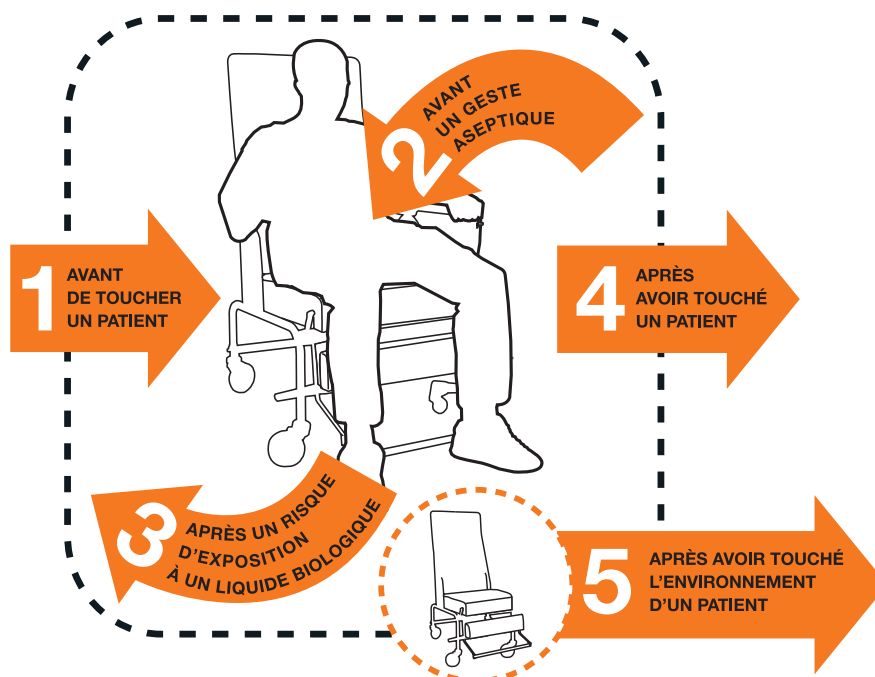 1
AVANT
DE TOUCHER
UN PATIENT
2
AVANT
UN GESTE
ASEPTIQUE
3
APRÈS UN RISQUE
D'EXPOSITION
À UN LIQUIDE BIOLOGIQUE
4
APRÈS
AVOIR TOUCHÉ
UN PATIENT
5
APRÈS AVOIR TOUCHÉ
L'ENVIRONNEMENT
D'UN PATIENT